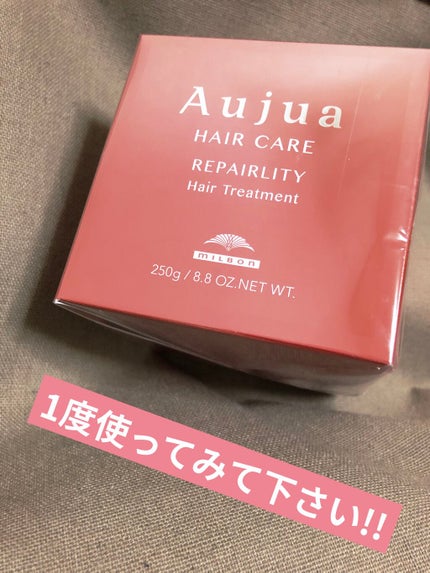 Aujua
HAIR CARE
REPAIRLITY
Hair Treatment
MILBON
250g / 8.8 OZ.NET WT.
1度使ってみて下さい!!